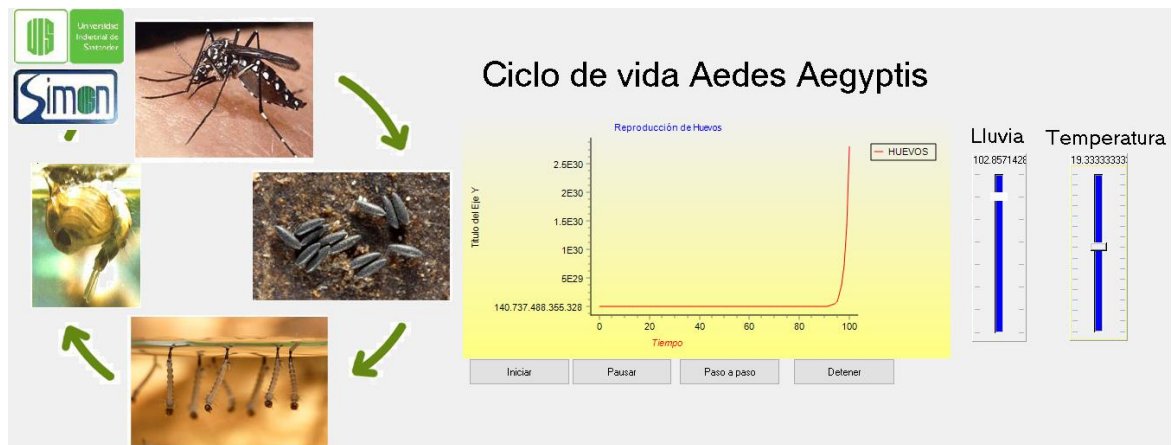 Universidad
Industrial de
Santander
UIS
Simon
Ciclo de vida Aedes Aegyptis
Reproducción de Huevos
HUEVOS
Titulo del Eje Y
2.5E30
2E30
1.5E30
1E30
5E29
140.737.488.355.328
0 20 40 60 80 100
Tiempo
Iniciar Pausar Paso a paso Detener
Lluvia Temperatura
102.8571428 19.33333333